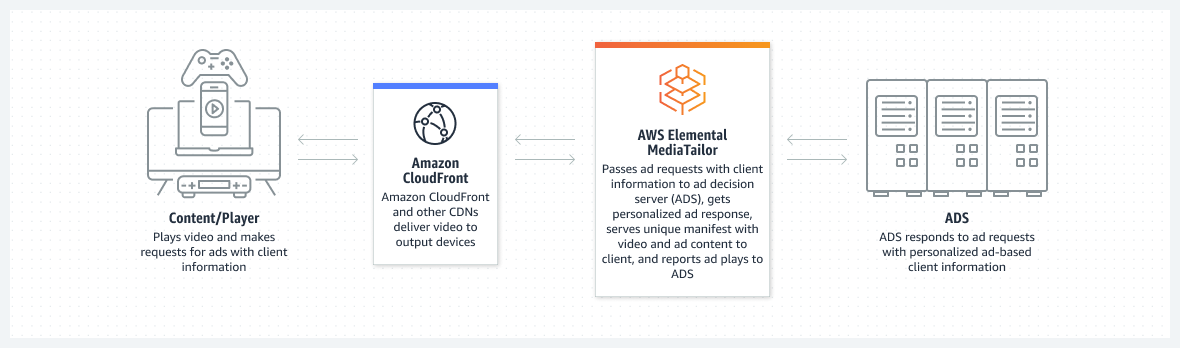 Content/Player
Plays video and makes
requests for ads with client
information
Amazon
CloudFront
Amazon CloudFront
and other CDNs
deliver video to
output devices
AWS Elemental
MediaTailor
Passes ad requests with client
information to ad decision
server (ADS), gets
personalized ad response,
serves unique manifest with
video and ad content to
client, and reports ad plays to
ADS
ADS
ADS responds to ad requests
with personalized ad-based
client information